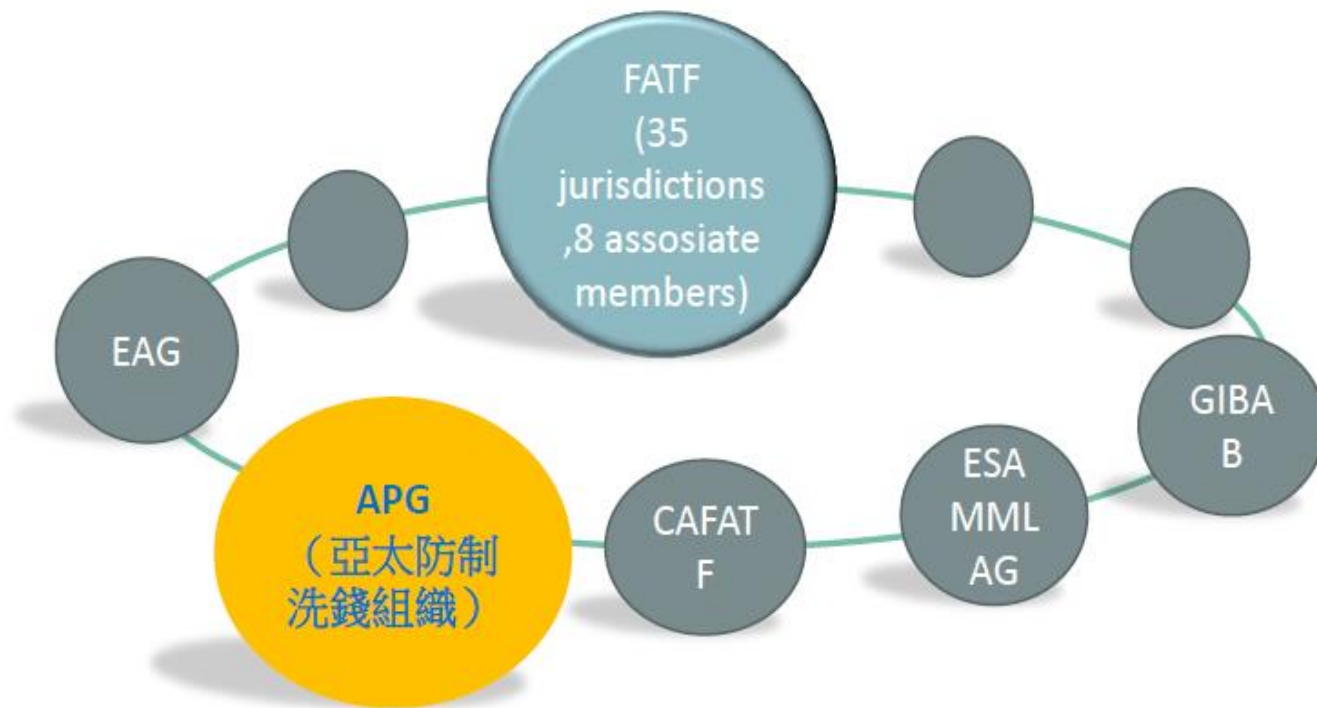 FATF
(35
jurisdictions
,8 assosiate
members)
EAG
GIBA
B
ESA
MML
AG
CAFAT
F
APG
（亞太防制
洗錢組織）